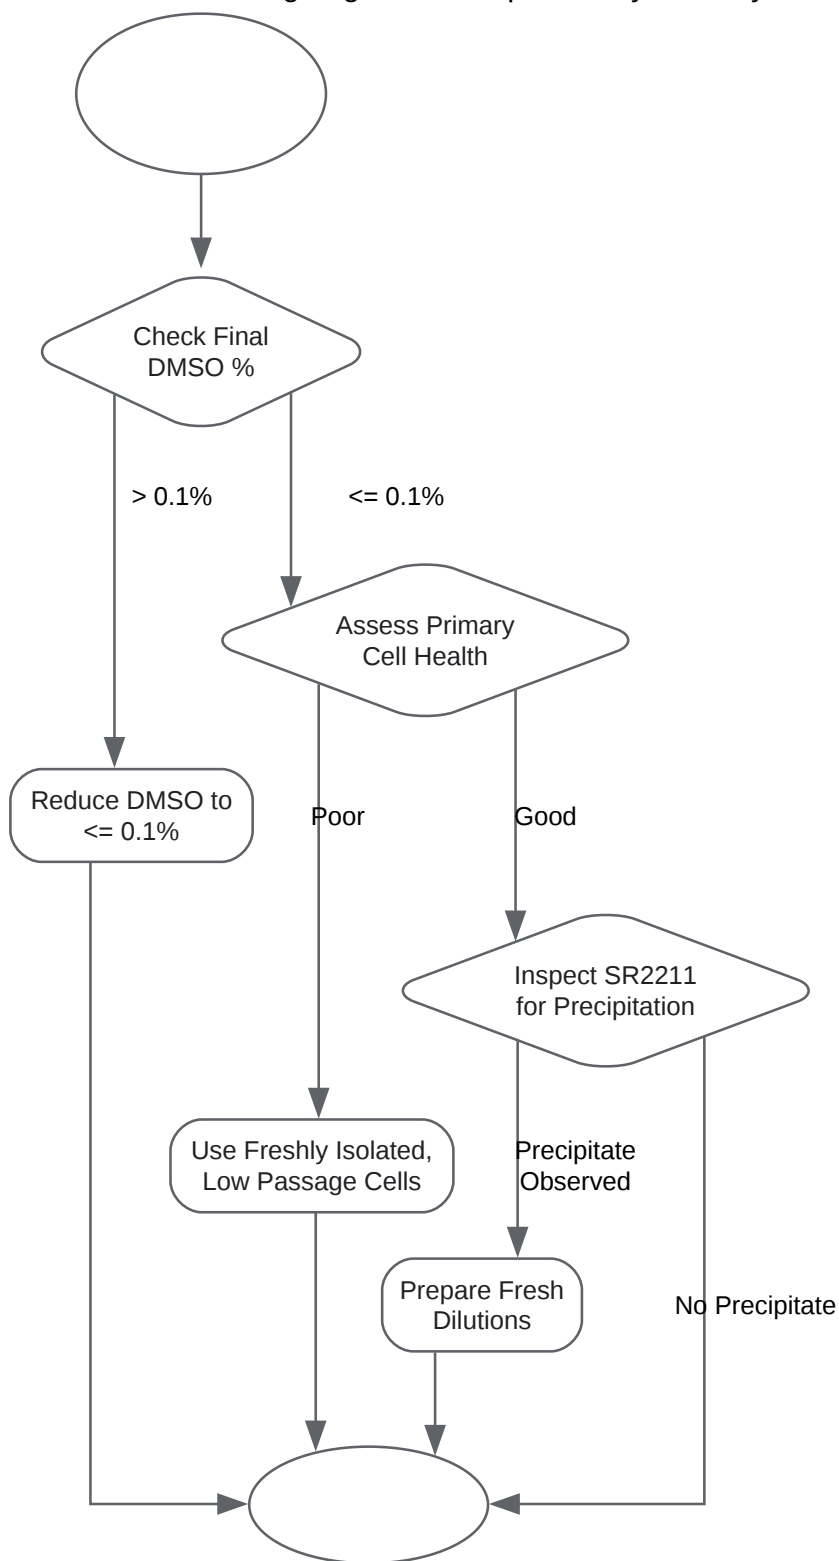 Check Final
DMSO %
> 0.1%
<= 0.1%
Assess Primary
Cell Health
Reduce DMSO to
<= 0.1%
Poor
Good
Inspect SR2211
for Precipitation
Use Freshly Isolated,
Low Passage Cells
Precipitate
Observed
Prepare Fresh
Dilutions
No Precipitate